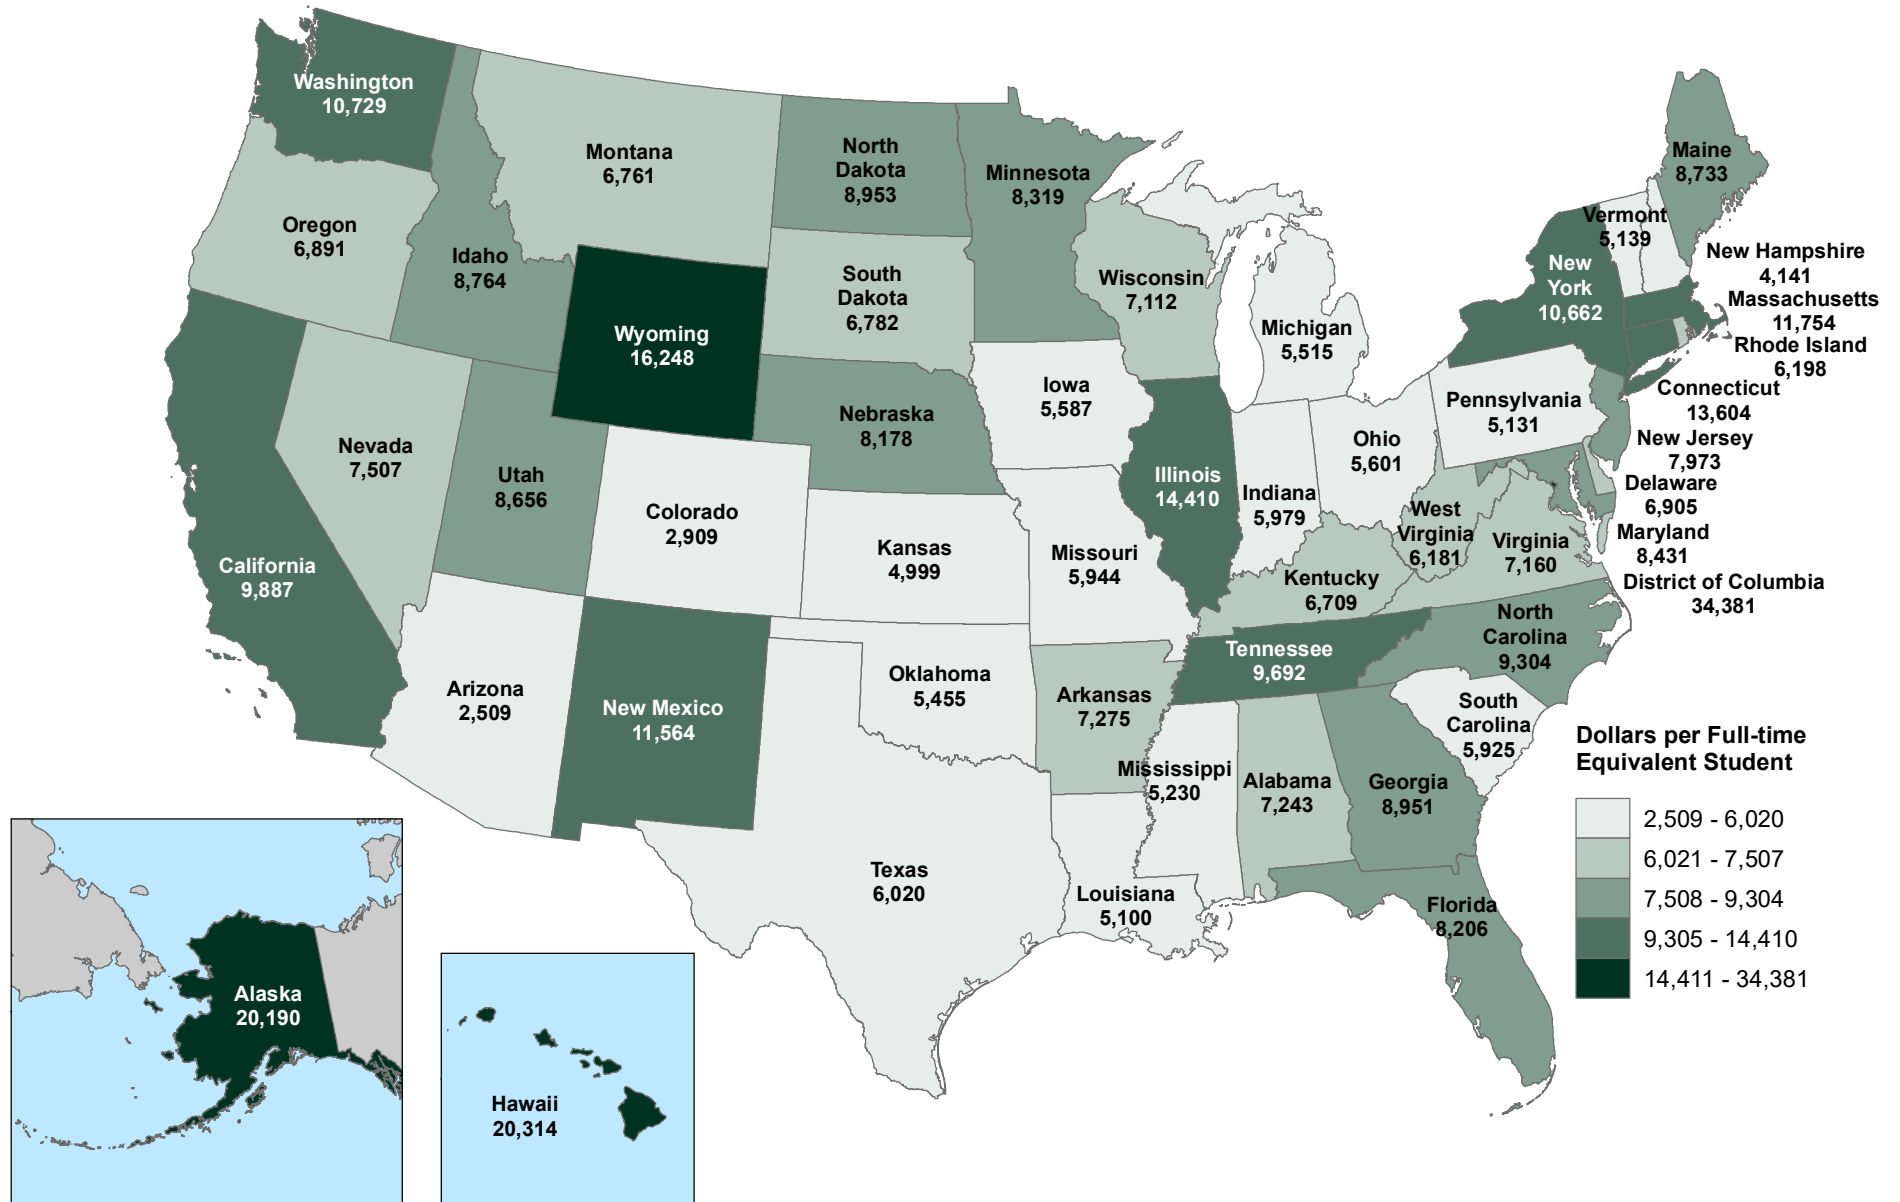 Washington
10,729
Montana
6,761
North
Dakota
8,953
Minnesota
8,319
Maine
8,733
Oregon
6,891
Idaho
8,764
Vermont
5,139
New Hampshire
4,141
Massachusetts
11,754
Rhode Island
6,198
Connecticut
13,604
New Jersey
7,973
Delaware
6,905
Maryland
8,431
District of Columbia
34,381
New
York
10,662
South
Dakota
6,782
Wisconsin
7,112
Michigan
5,515
Wyoming
16,248
Iowa
5,587
Nebraska
8,178
Pennsylvania
5,131
Ohio
5,601
Nevada
7,507
Utah
8,656
Illinois
14,410
Indiana
5,979
Colorado
2,909
Kansas
4,999
Missouri
5,944
West
Virginia
6,181
Virginia
7,160
Kentucky
6,709
California
9,887
North
Carolina
9,304
Tennessee
9,692
Arizona
2,509
New Mexico
11,564
Oklahoma
5,455
Arkansas
7,275
South
Carolina
5,925
Mississippi
5,230
Alabama
7,243
Georgia
8,951
Texas
6,020
Louisiana
5,100
Florida
8,206
Alaska
20,190
Hawaii
20,314
Dollars per Full-time
Equivalent Student
2,509 - 6,020
6,021 - 7,507
7,508 - 9,304
9,305 - 14,410
14,411 - 34,381